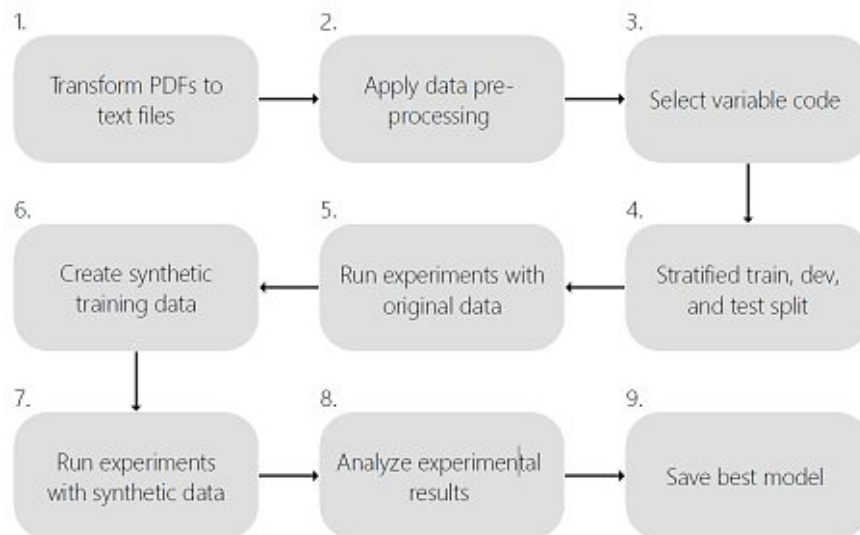 1.
Transform PDFs to
text files
2.
Apply data pre-
processing
3.
Select variable code
4.
Stratified train, dev,
and test split
5.
Run experiments with
original data
6.
Create synthetic
training data
7.
Run experiments
with synthetic data
8.
Analyze experimental
results
9.
Save best model